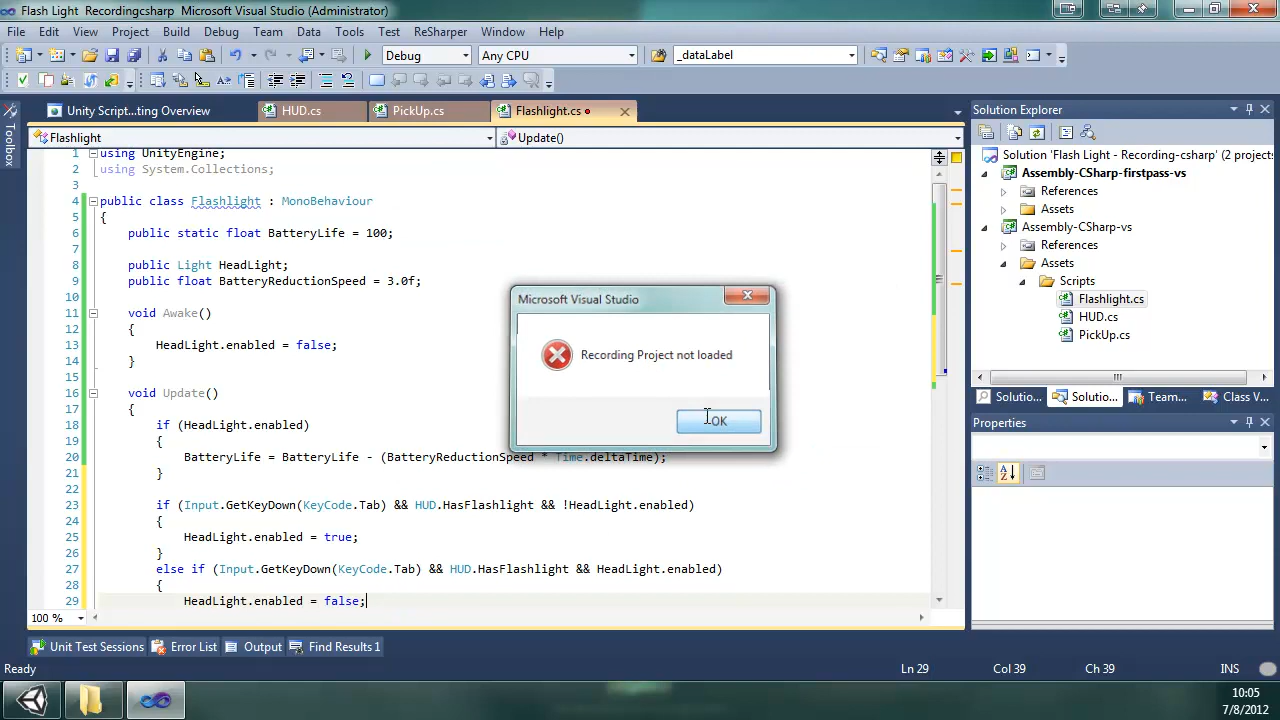 Flash Light  Recordingcsharp  Microsoft Visual Studio (Administrator)
File Edit View Project Build Debug Team Data Tools Test ReSharper Window Help
Debug Any CPU _dataLabel
Unity Script...ting Overview HUD.cs PickUp.cs Flashlight.cs
Flashlight Update()
Toolbox
1 using UnityEngine;
2 using System.Collections;
3
4 public class Flashlight : MonoBehaviour
5 {
6 public static float BatteryLife = 100;
7
8 public Light HeadLight;
9 public float BatteryReductionSpeed = 3.0f;
10
11 void Awake()
12 {
13 HeadLight.enabled = false;
14 }
15
16 void Update()
17 {
18 if (HeadLight.enabled)
19 {
20 BatteryLife = BatteryLife - (BatteryReductionSpeed * Time.deltaTime);
21 }
22
23 if (Input.GetKeyDown(KeyCode.Tab) && HUD.HasFlashlight && !HeadLight.enabled)
24 {
25 HeadLight.enabled = true;
26 }
27 else if (Input.GetKeyDown(KeyCode.Tab) && HUD.HasFlashlight && HeadLight.enabled)
28 {
29 HeadLight.enabled = false;
100 %
Microsoft Visual Studio
Recording Project not loaded
OK
Solution Explorer
Solution 'Flash Light - Recording-csharp' (2 projects
Assembly-CSharp-firstpass-vs
References
Assets
Assembly-CSharp-vs
References
Assets
Scripts
Flashlight.cs
HUD.cs
PickUp.cs
Solutio... Solutio... Team... Class V...
Properties
Unit Test Sessions Error List Output Find Results 1
Ready Ln 29 Col 39 Ch 39 INS
10:05
7/8/2012